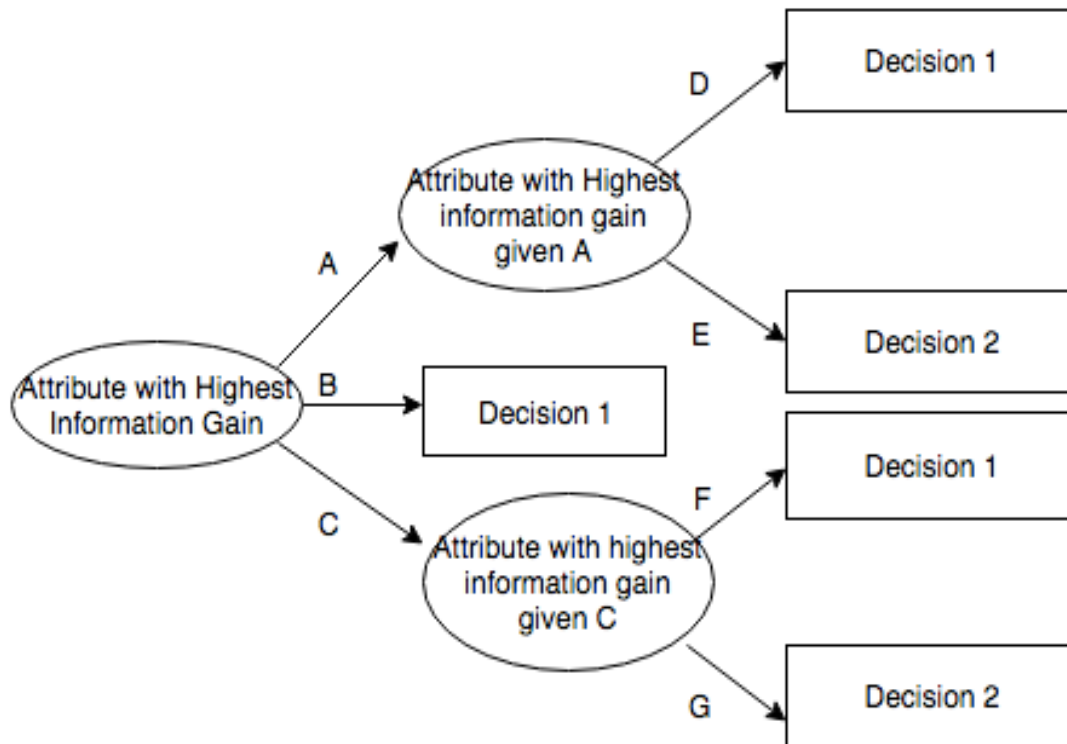 Decision 1
D
Attribute with Highest
information gain
given A
A
E
Decision 2
Attribute with Highest
Information Gain
B
Decision 1
Decision 1
F
C
Attribute with highest
information gain
given C
G
Decision 2